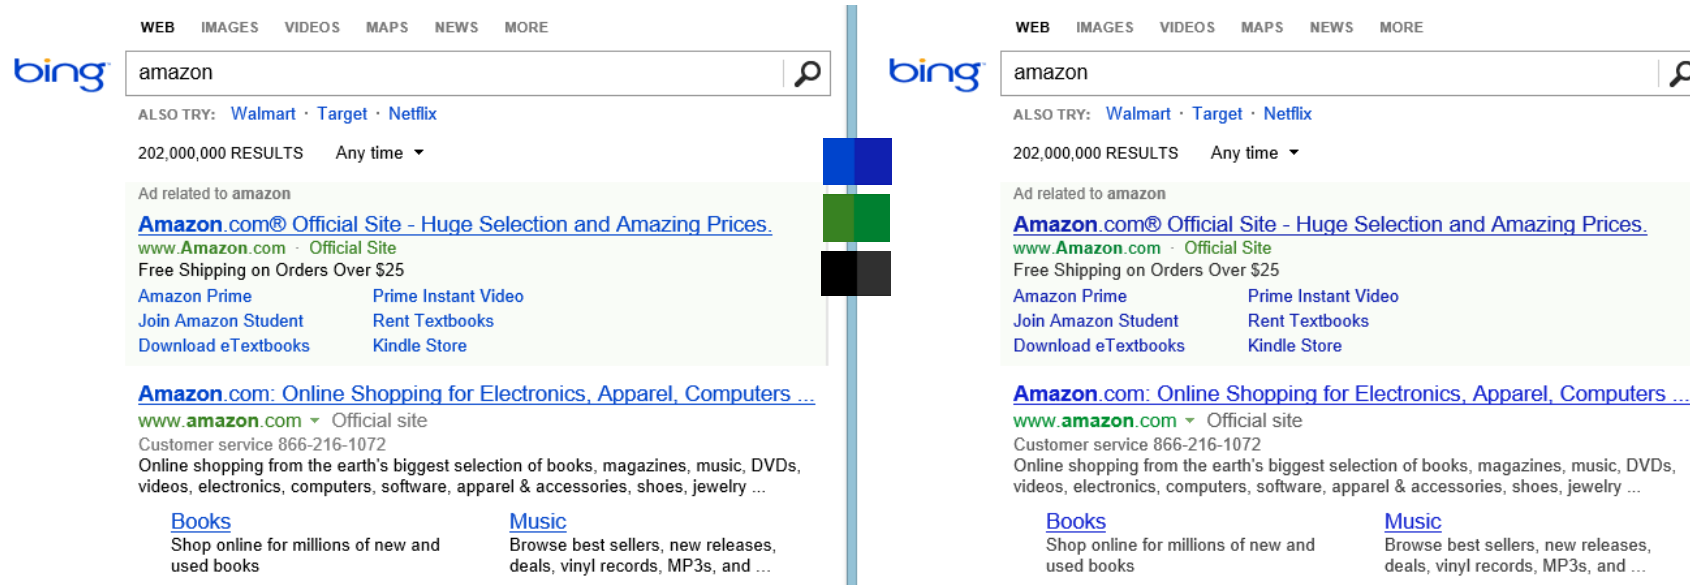 WEB IMAGES VIDEOS MAPS NEWS MORE
bing
amazon
ALSO TRY: Walmart · Target · Netflix
202,000,000 RESULTS Any time
Ad related to amazon
Amazon.com® Official Site - Huge Selection and Amazing Prices.
www.Amazon.com · Official Site
Free Shipping on Orders Over $25
Amazon Prime Prime Instant Video
Join Amazon Student Rent Textbooks
Download eTextbooks Kindle Store
Amazon.com: Online Shopping for Electronics, Apparel, Computers ...
www.amazon.com Official site
Customer service 866-216-1072
Online shopping from the earth's biggest selection of books, magazines, music, DVDs,
videos, electronics, computers, software, apparel & accessories, shoes, jewelry ...
Books Music
Shop online for millions of new and Browse best sellers, new releases,
used books deals, vinyl records, MP3s, and ...
WEB IMAGES VIDEOS MAPS NEWS MORE
bing
amazon
ALSO TRY: Walmart · Target · Netflix
202,000,000 RESULTS Any time
Ad related to amazon
Amazon.com® Official Site - Huge Selection and Amazing Prices.
www.Amazon.com · Official Site
Free Shipping on Orders Over $25
Amazon Prime Prime Instant Video
Join Amazon Student Rent Textbooks
Download eTextbooks Kindle Store
Amazon.com: Online Shopping for Electronics, Apparel, Computers ...
www.amazon.com Official site
Customer service 866-216-1072
Online shopping from the earth's biggest selection of books, magazines, music, DVDs,
videos, electronics, computers, software, apparel & accessories, shoes, jewelry ...
Books Music
Shop online for millions of new and Browse best sellers, new releases,
used books deals, vinyl records, MP3s, and ...